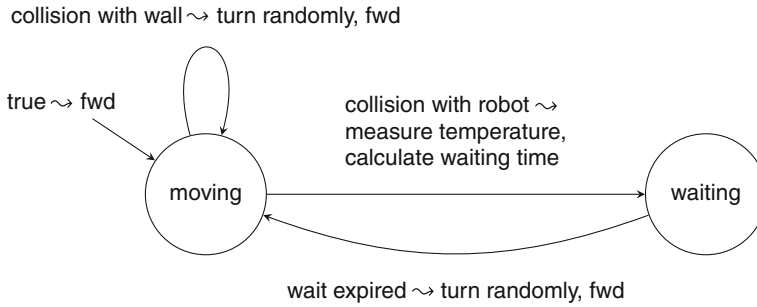 collision with wall ⤳ turn randomly, fwd
true ⤳ fwd
collision with robot ⤳
measure temperature,
calculate waiting time
moving
waiting
wait expired ⤳ turn randomly, fwd